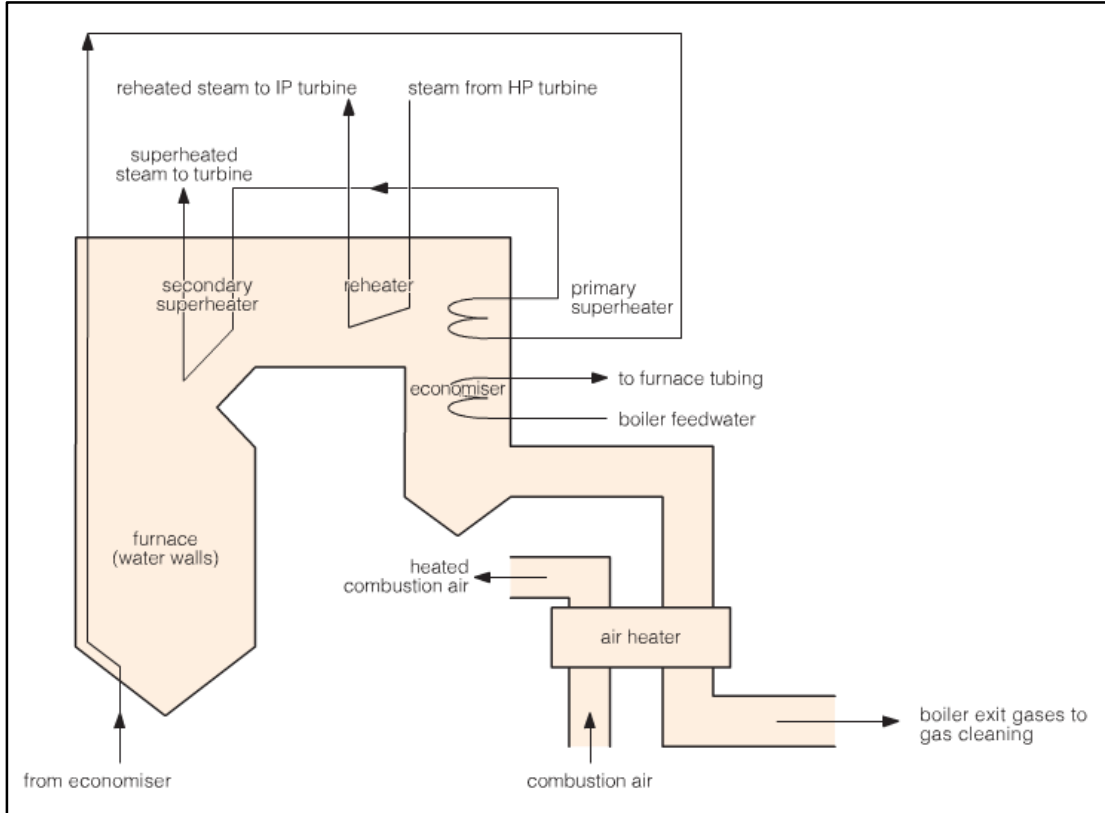 reheated steam to IP turbine
steam from HP turbine
superheated
steam to turbine
secondary
superheater
reheater
primary
superheater
economiser
to furnace tubing
boiler feedwater
furnace
(water walls)
heated
combustion air
air heater
boiler exit gases to
gas cleaning
from economiser
combustion air